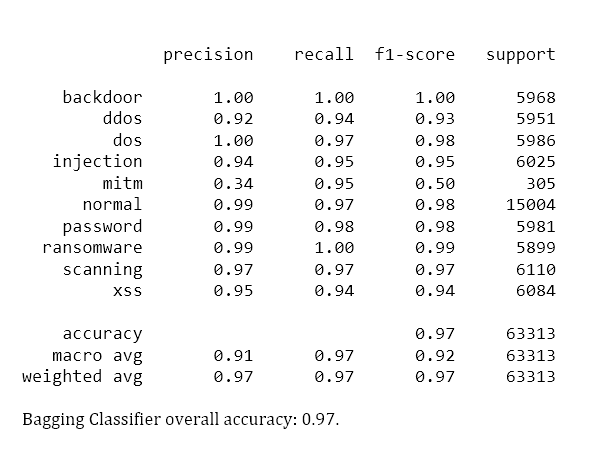 precision recall f1-score support
backdoor 1.00 1.00 1.00 5968
ddos 0.92 0.94 0.93 5951
dos 1.00 0.97 0.98 5986
injection 0.94 0.95 0.95 6025
mitm 0.34 0.95 0.50 305
normal 0.99 0.97 0.98 15004
password 0.99 0.98 0.98 5981
ransomware 0.99 1.00 0.99 5899
scanning 0.97 0.97 0.97 6110
xss 0.95 0.94 0.94 6084
accuracy 0.97 63313
macro avg 0.91 0.97 0.92 63313
weighted avg 0.97 0.97 0.97 63313
Bagging Classifier overall accuracy: 0.97.